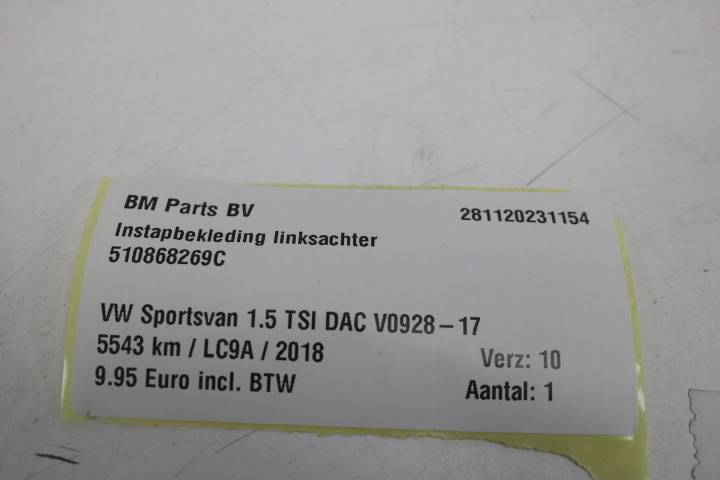 BM Parts BV 281120231154
Instapbekleding linksachter
510868269C
VW Sportsvan 1.5 TSI DAC V0928-17
5543 km / LC9A / 2018 Verz: 10
9.95 Euro incl. BTW Aantal: 1